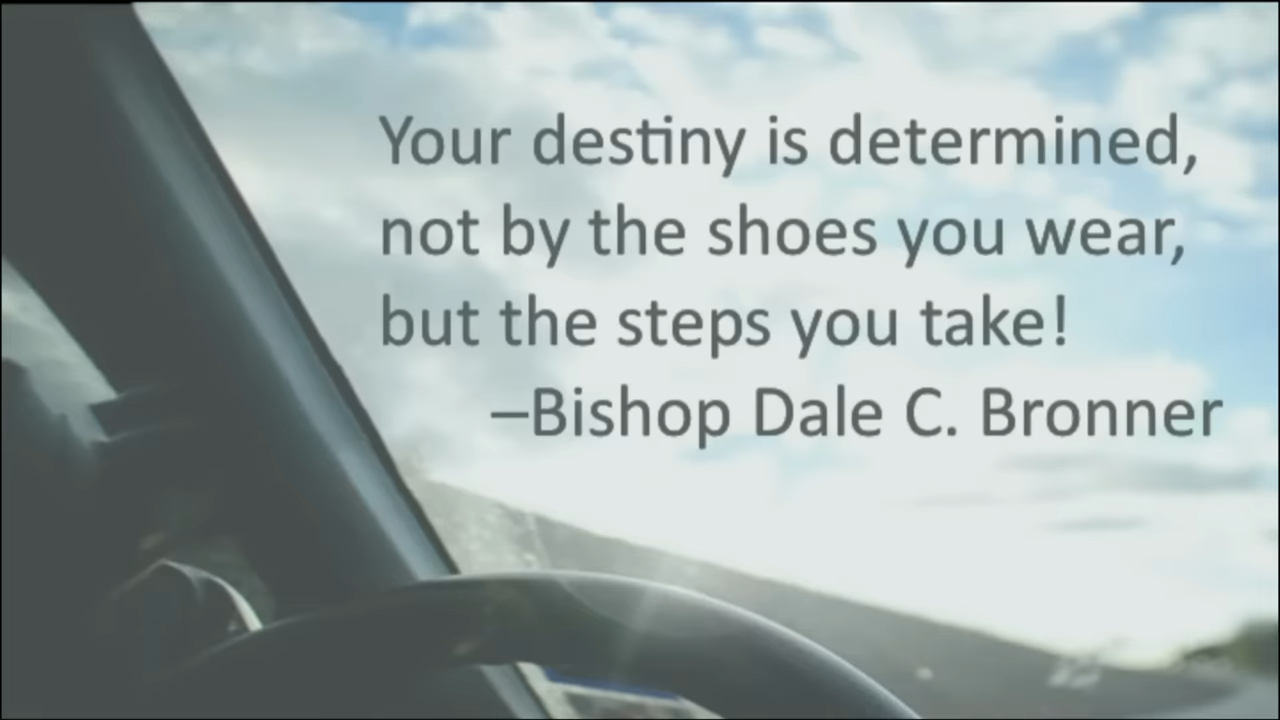 Your destiny is determined,
not by the shoes you wear,
but the steps you take!
–Bishop Dale C. Bronner